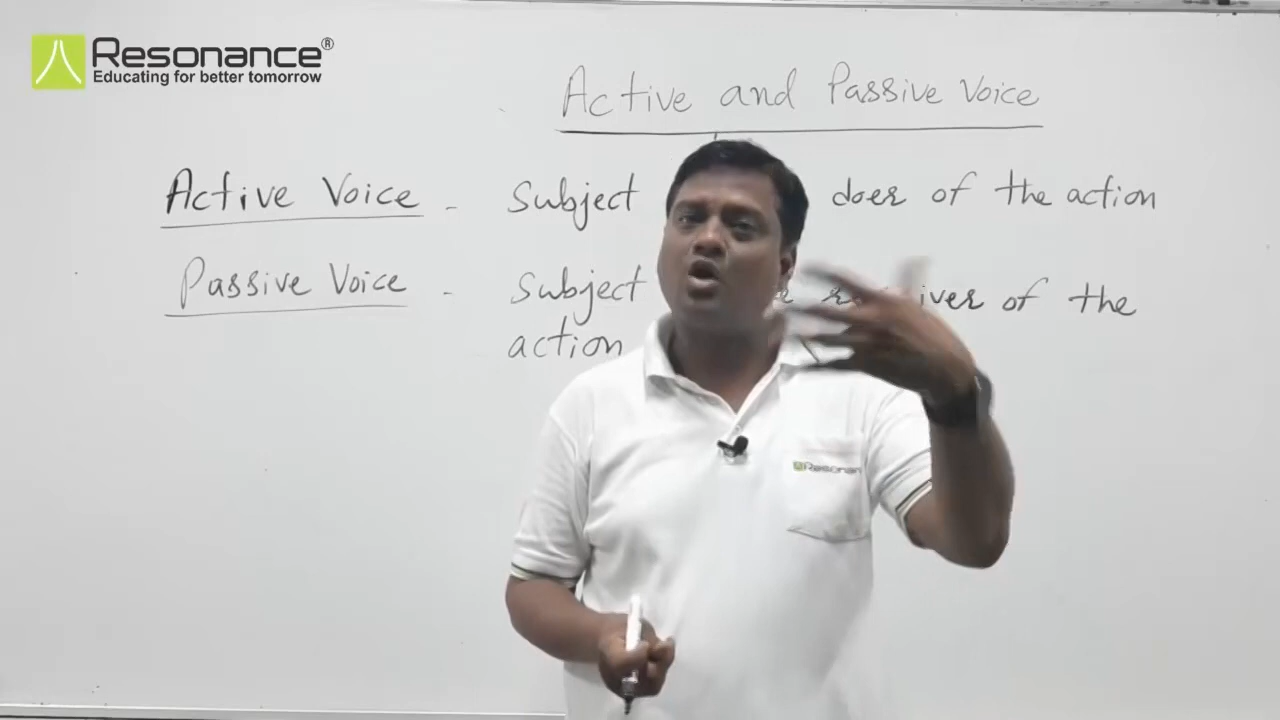 Resonance®
Educating for better tomorrow
Active and Passive Voice
Active Voice - Subject doer of the action
Passive Voice - Subject of the
action
Resonan